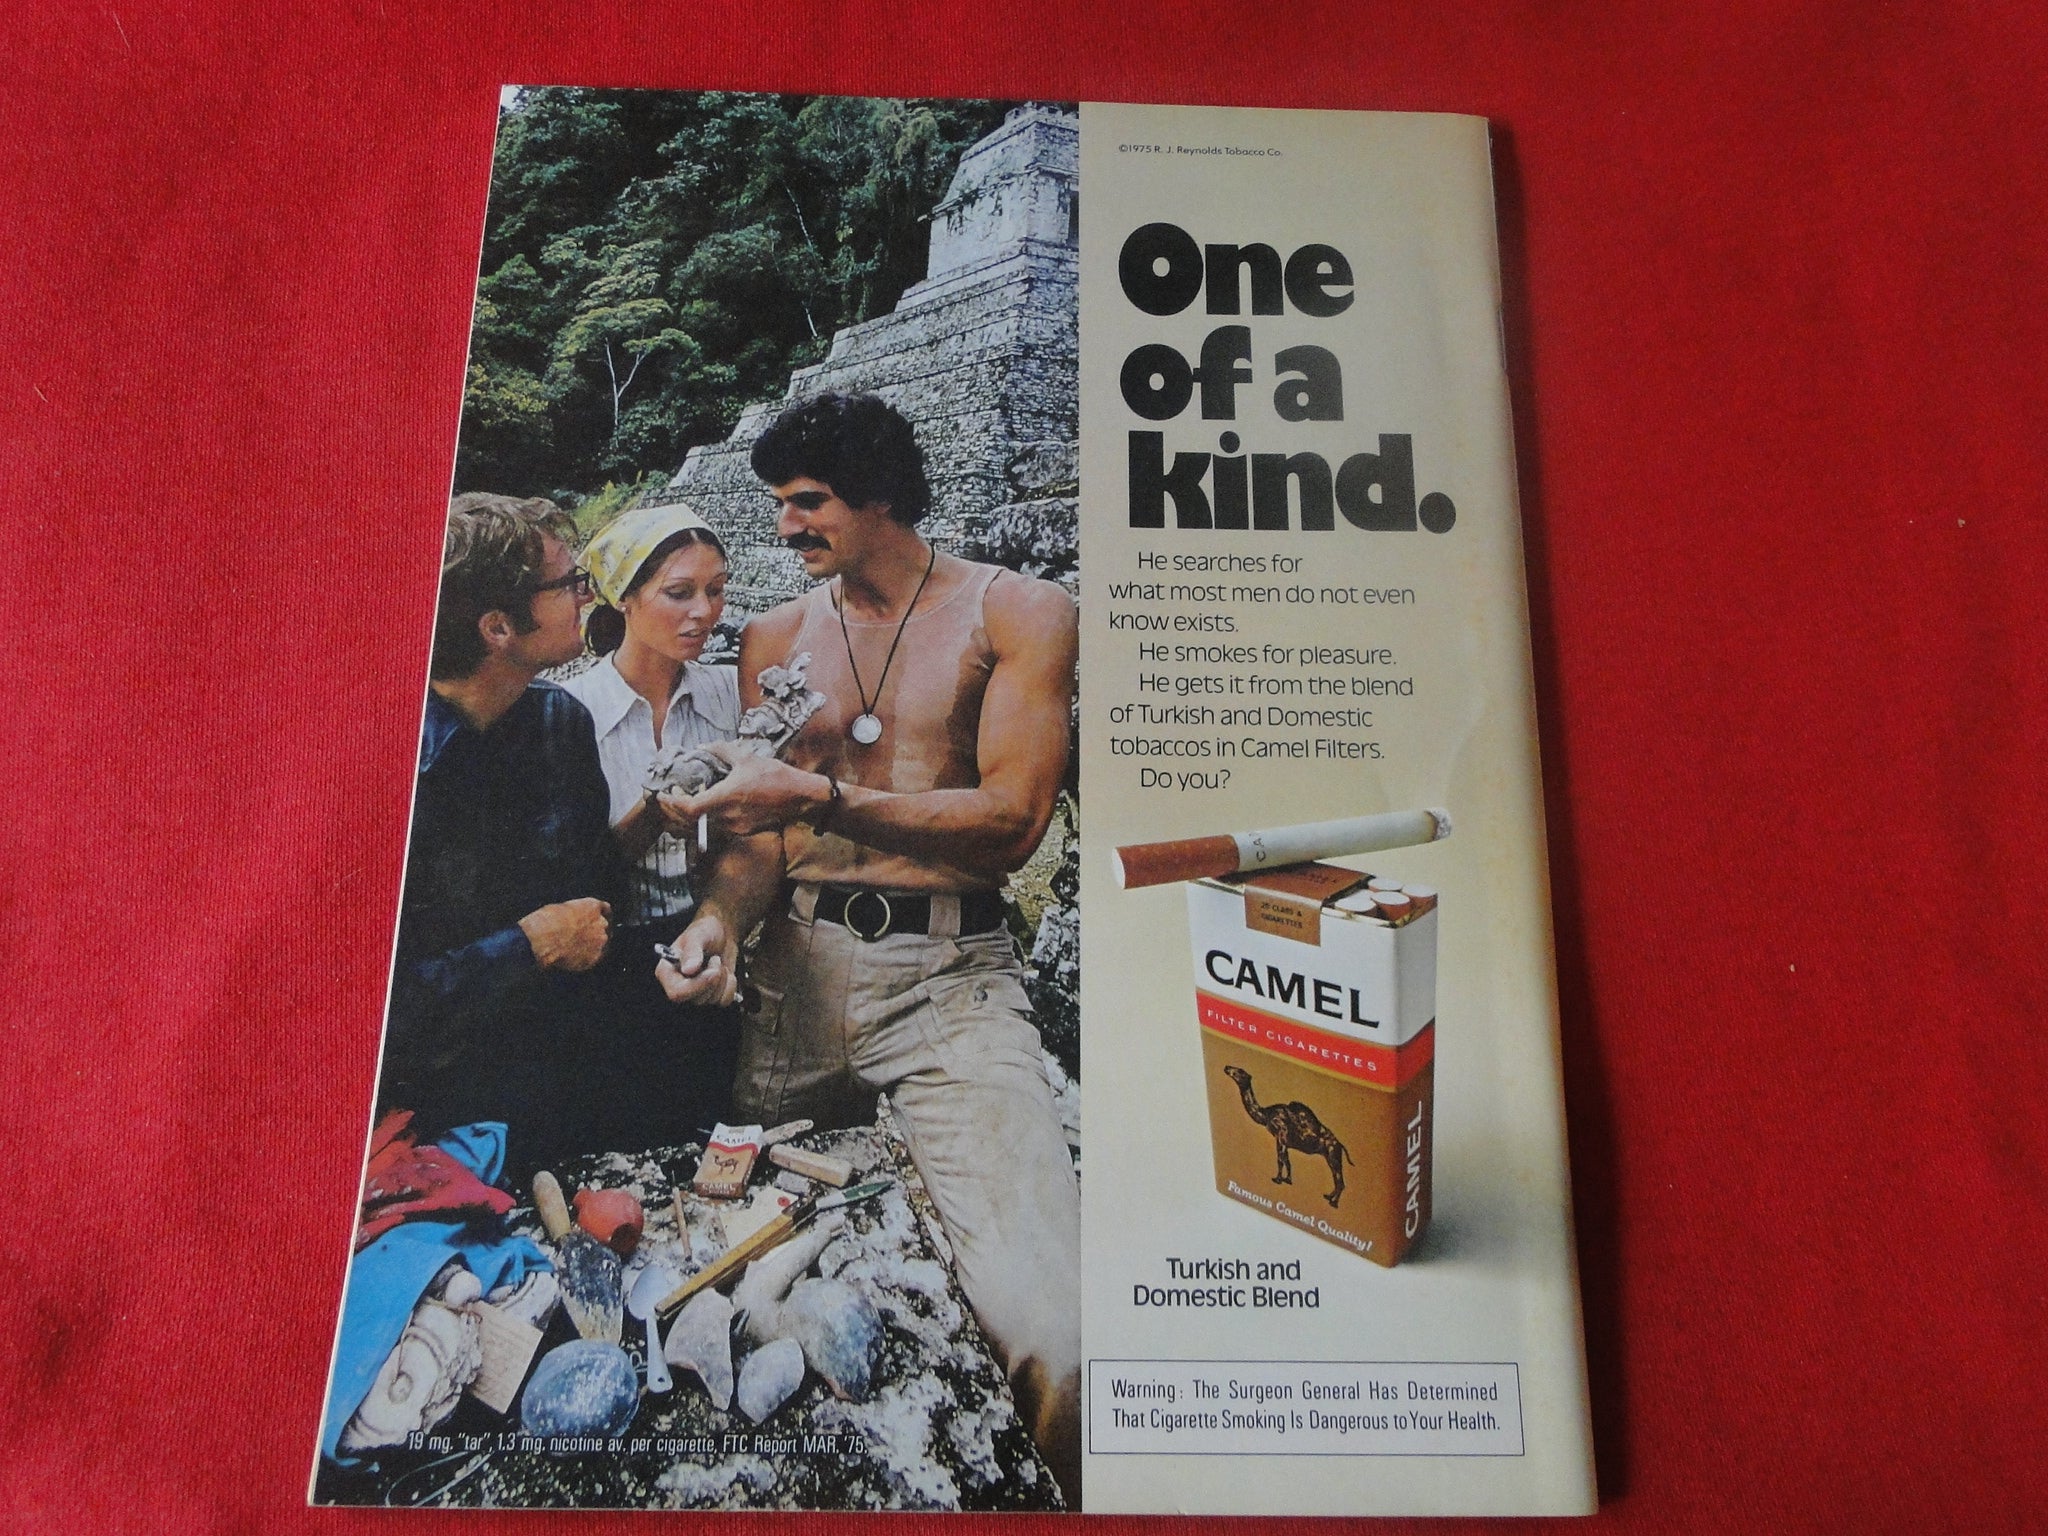 ©1975 R. J. Reynolds Tobacco Co.
One
of a
kind.
He searches for
what most men do not even
know exists.
He smokes for pleasure.
He gets it from the blend
of Turkish and Domestic
tobaccos in Camel Filters.
Do you?
CA
CAMEL
FILTER CIGARETTES
Famous Camel Quality!
CAMEL
Turkish and
Domestic Blend
Warning: The Surgeon General Has Determined
That Cigarette Smoking Is Dangerous to Your Health.
CAMEL
CAMEL
19 mg. "tar", 1.3 mg. nicotine av. per cigarette, FTC Report MAR. '75.